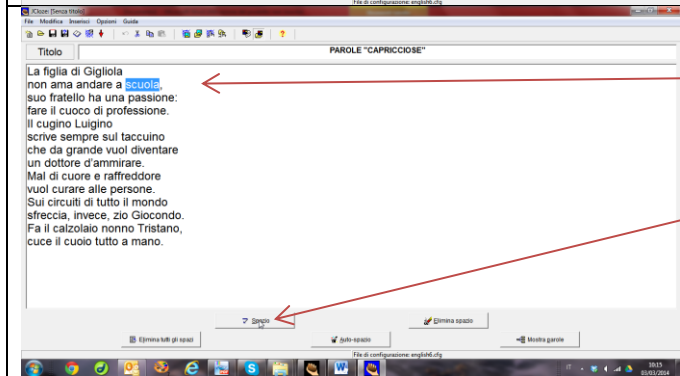 File di configurazione: english6.cfg
JCloze: [Senza titolo]
File Modifica Inserisci Opzioni Guida
Titolo PAROLE "CAPRICCIOSE"
La figlia di Gigliola
non ama andare a scuola,
suo fratello ha una passione:
fare il cuoco di professione.
Il cugino Luigino
scrive sempre sul taccuino
che da grande vuol diventare
un dottore d'ammirare.
Mal di cuore e raffreddore
vuol curare alle persone.
Sui circuiti di tutto il mondo
sfreccia, invece, zio Giocondo.
Fa il calzolaio nonno Tristano,
cuce il cuoio tutto a mano.
Spazio Elimina spazio
Elimina tutti gli spazi Auto-spazio Mostra parole
File di configurazione: english6.cfg
IT 10:15
03/03/2014